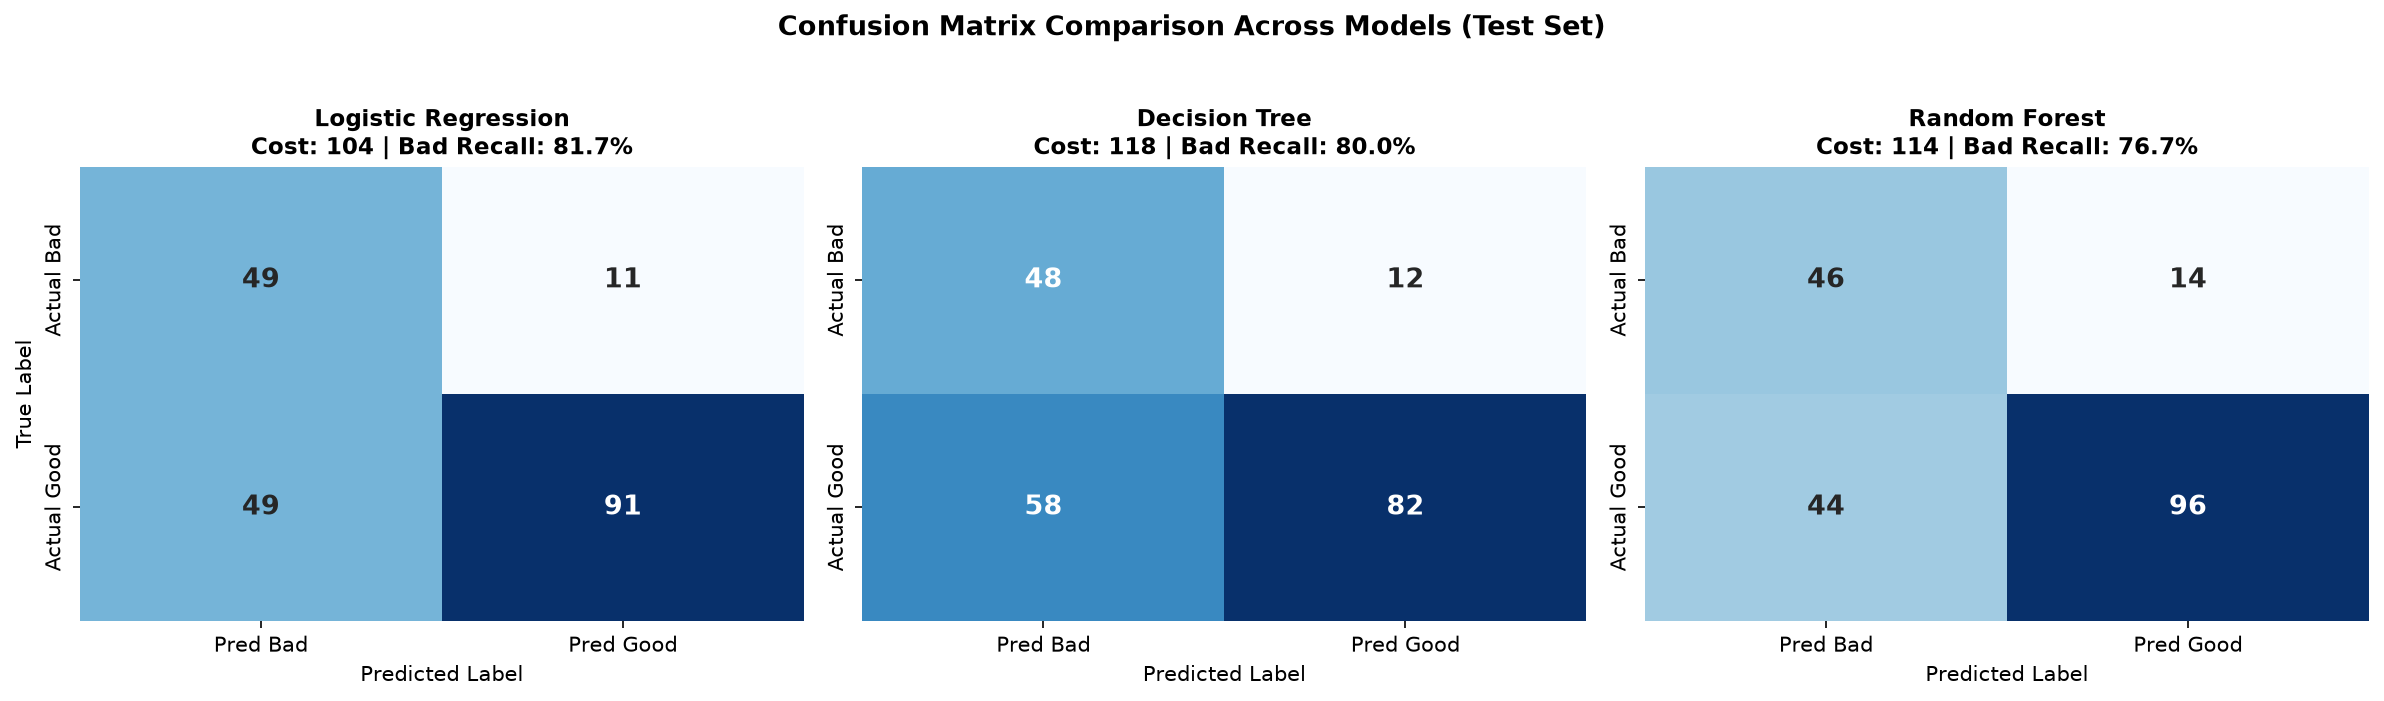 Confusion Matrix Comparison Across Models (Test Set)
Logistic Regression
Cost: 104 | Bad Recall: 81.7%
True Label
Actual Bad
Actual Good
49
11
49
91
Pred Bad
Pred Good
Predicted Label
Decision Tree
Cost: 118 | Bad Recall: 80.0%
Actual Bad
Actual Good
48
12
58
82
Pred Bad
Pred Good
Predicted Label
Random Forest
Cost: 114 | Bad Recall: 76.7%
Actual Bad
Actual Good
46
14
44
96
Pred Bad
Pred Good
Predicted Label